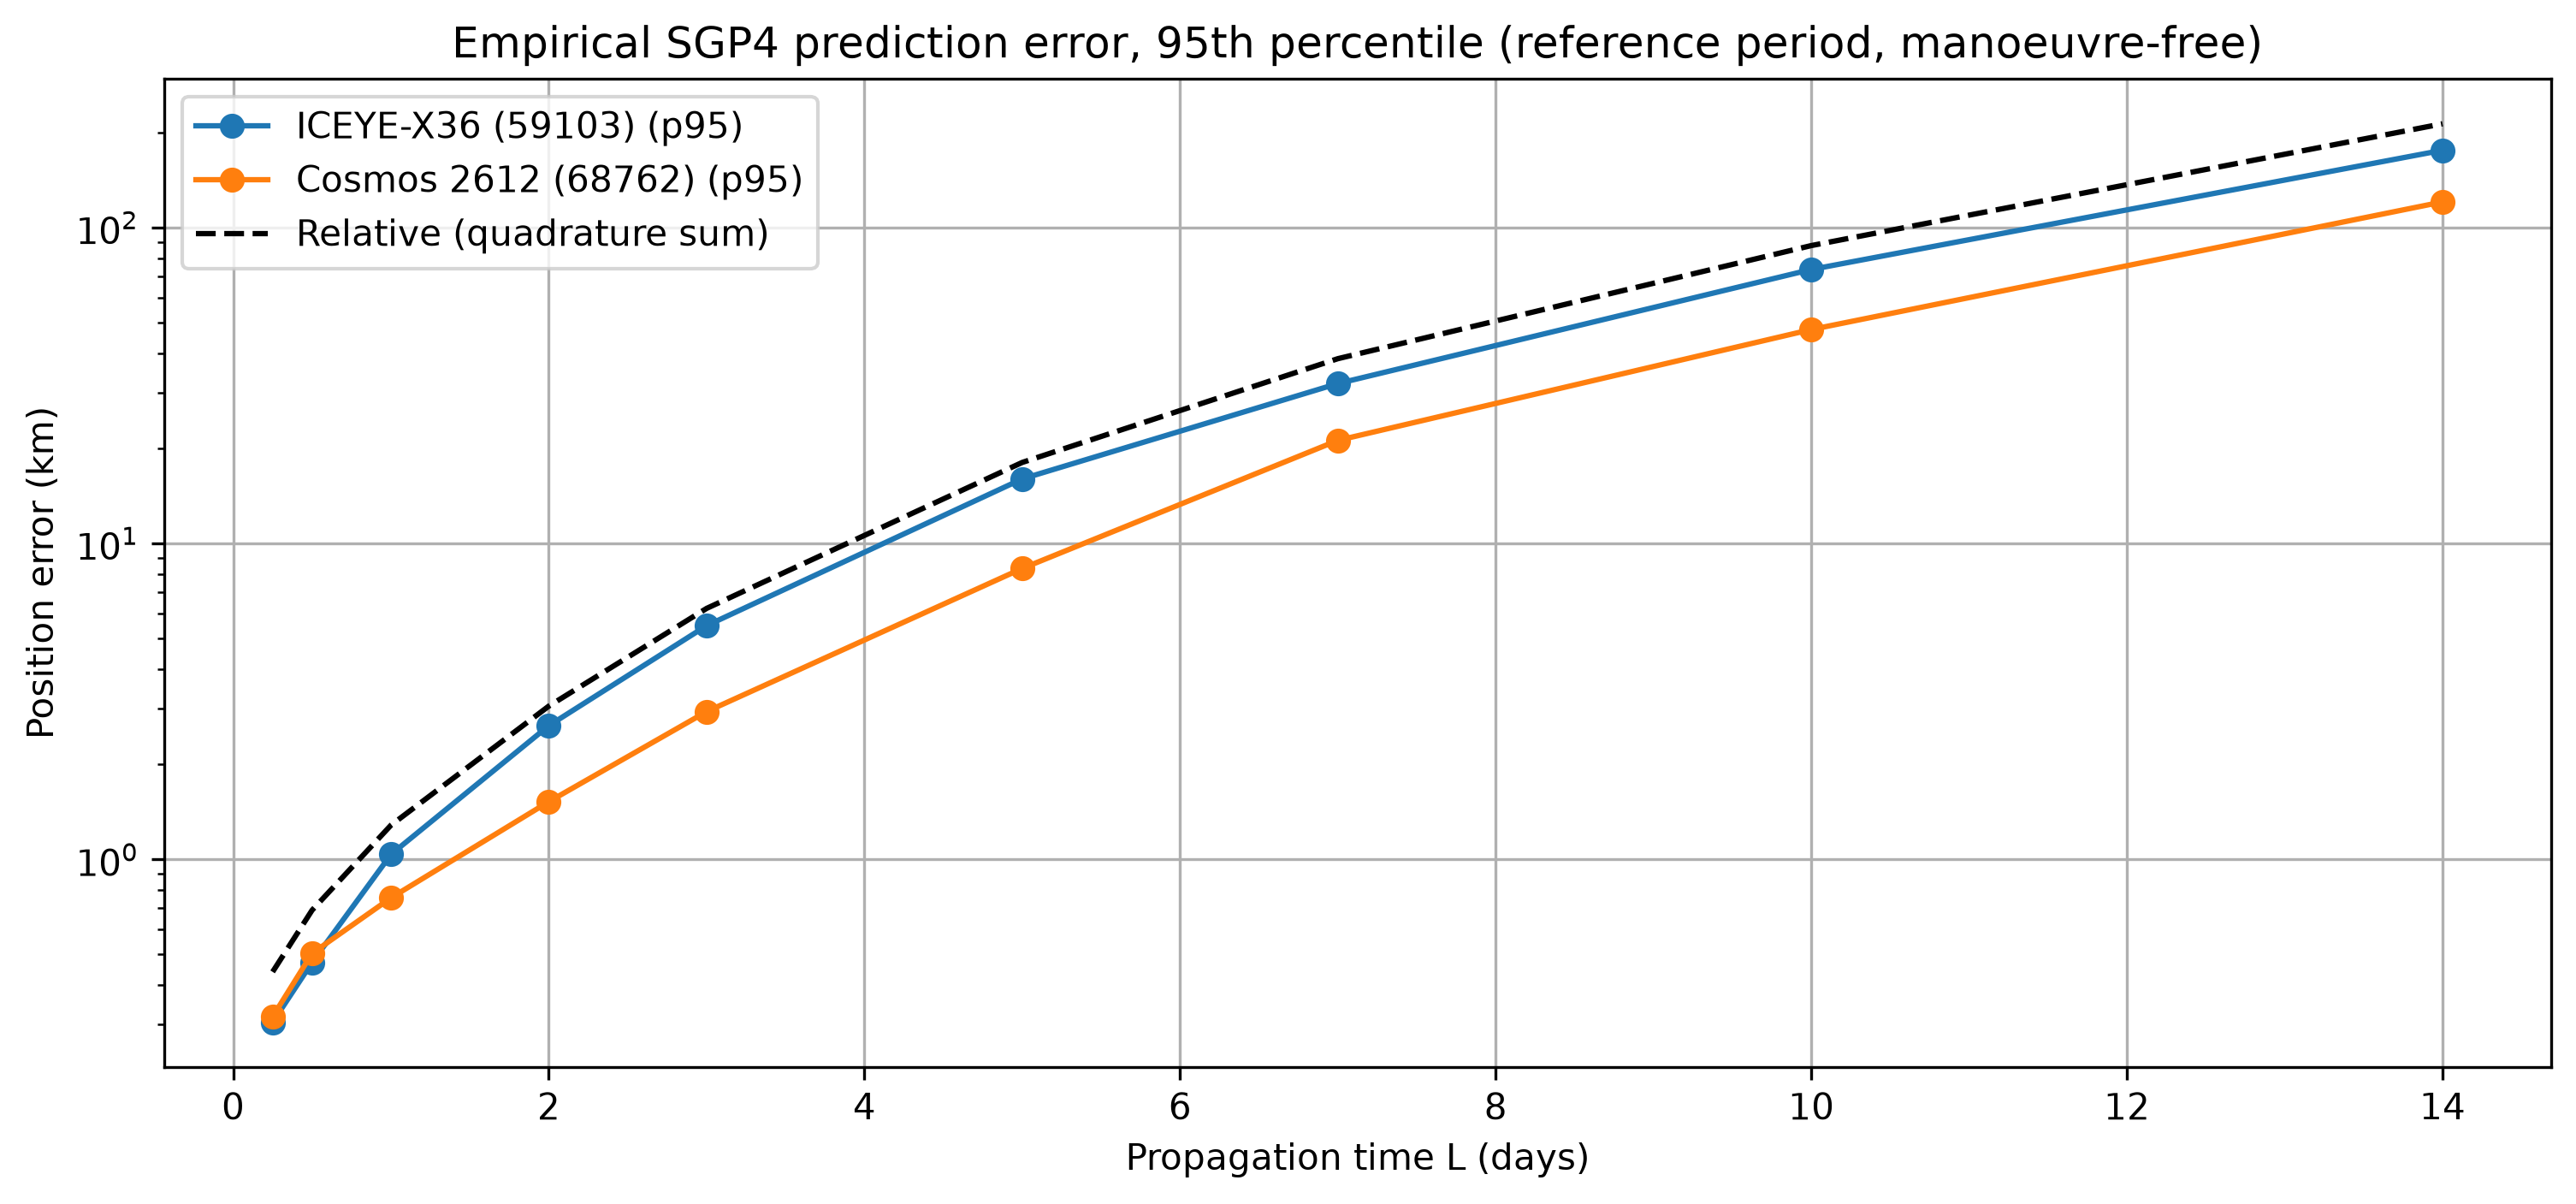 Empirical SGP4 prediction error, 95th percentile (reference period, manoeuvre-free)
ICEYE-X36 (59103) (p95)
Cosmos 2612 (68762) (p95)
Relative (quadrature sum)
10²
10¹
10⁰
Position error (km)
0 2 4 6 8 10 12 14
Propagation time L (days)